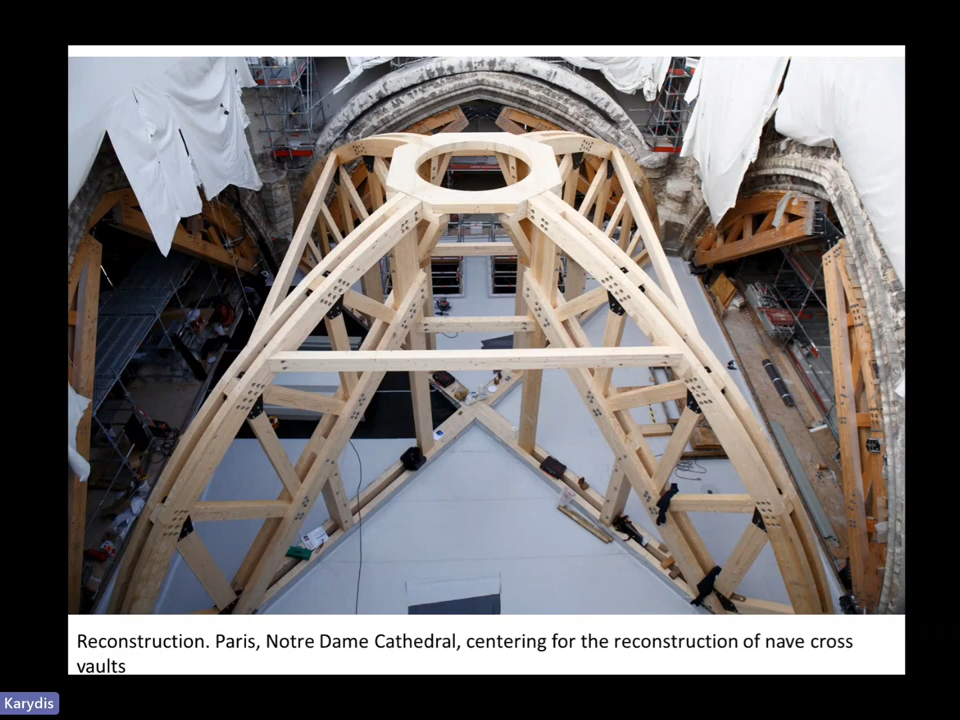 Reconstruction. Paris, Notre Dame Cathedral, centering for the reconstruction of nave cross
vaults
Karydis